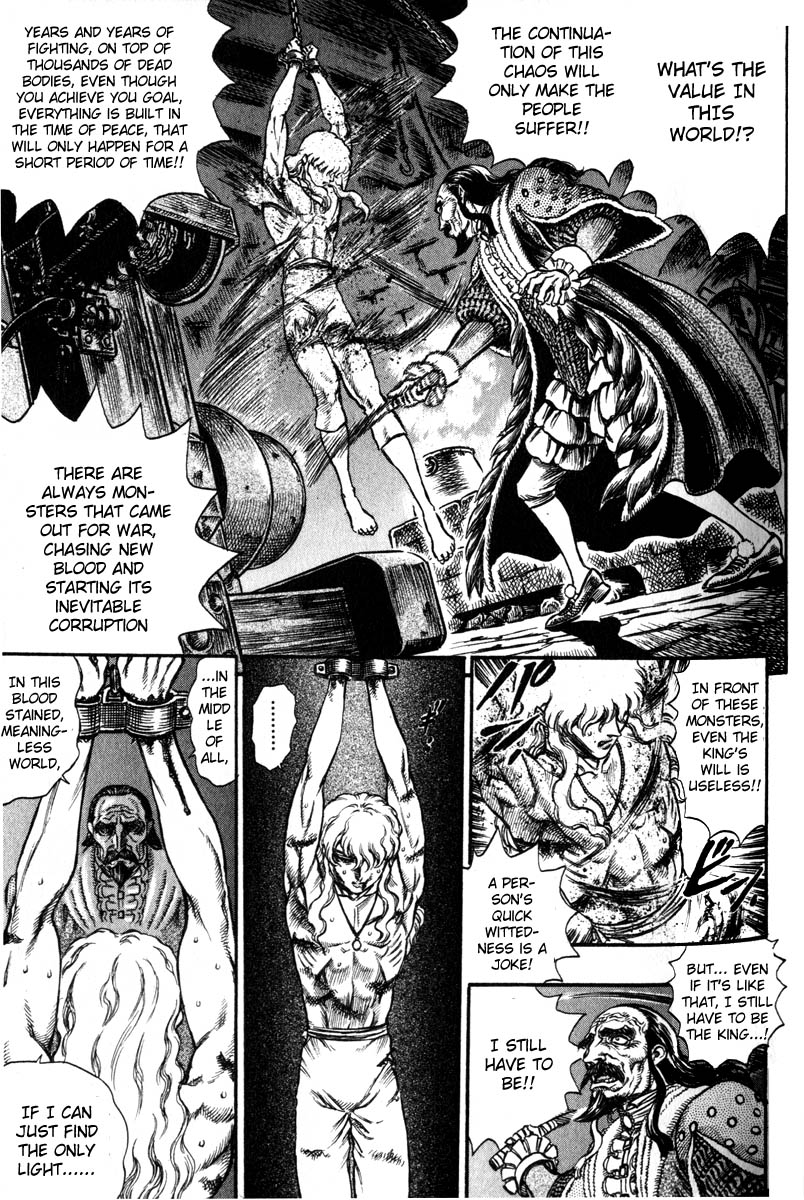 WHAT'S THE
VALUE IN
THIS
WORLD!?
THE CONTINUA-
TION OF THIS
CHAOS WILL
ONLY MAKE THE
PEOPLE
SUFFER!!
YEARS AND YEARS OF
FIGHTING, ON TOP OF
THOUSANDS OF DEAD
BODIES, EVEN THOUGH
YOU ACHIEVE YOU GOAL,
EVERYTHING IS BUILT IN
THE TIME OF PEACE, THAT
WILL ONLY HAPPEN FOR A
SHORT PERIOD OF TIME!!
THERE ARE
ALWAYS MON-
STERS THAT CAME
OUT FOR WAR,
CHASING NEW
BLOOD AND
STARTING ITS
INEVITABLE
CORRUPTION
IN FRONT
OF THESE
MONSTERS,
EVEN THE
KING'S
WILL IS
USELESS!!
A PER-
SON'S
QUICK
WITTED-
NESS IS A
JOKE!
BUT... EVEN
IF IT'S LIKE
THAT, I STILL
HAVE TO BE
THE KING...!
I STILL
HAVE TO
BE!!
.........
...IN
THE
MIDD
LE OF
ALL,
IN THIS
BLOOD
STAINED,
MEANING-
LESS
WORLD,
IF I CAN
JUST FIND
THE ONLY
LIGHT......